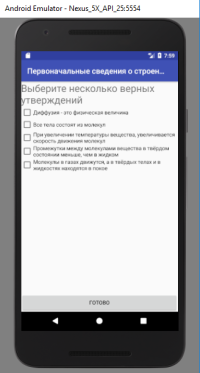 Android Emulator - Nexus_5X_API_25:5554
7:59
Первоначальные сведения о строен...
Выберите несколько верных
утверждений
Диффузия - это физическая величина
Все тела состоят из молекул
При увеличении температуры вещества, увеличивается
скорость движения молекул
Промежутки между молекулами вещества в твёрдом
состоянии меньше, чем в жидком
Молекулы в газах движутся, а в твёрдых телах и в
жидкостях находятся в покое
ГОТОВО